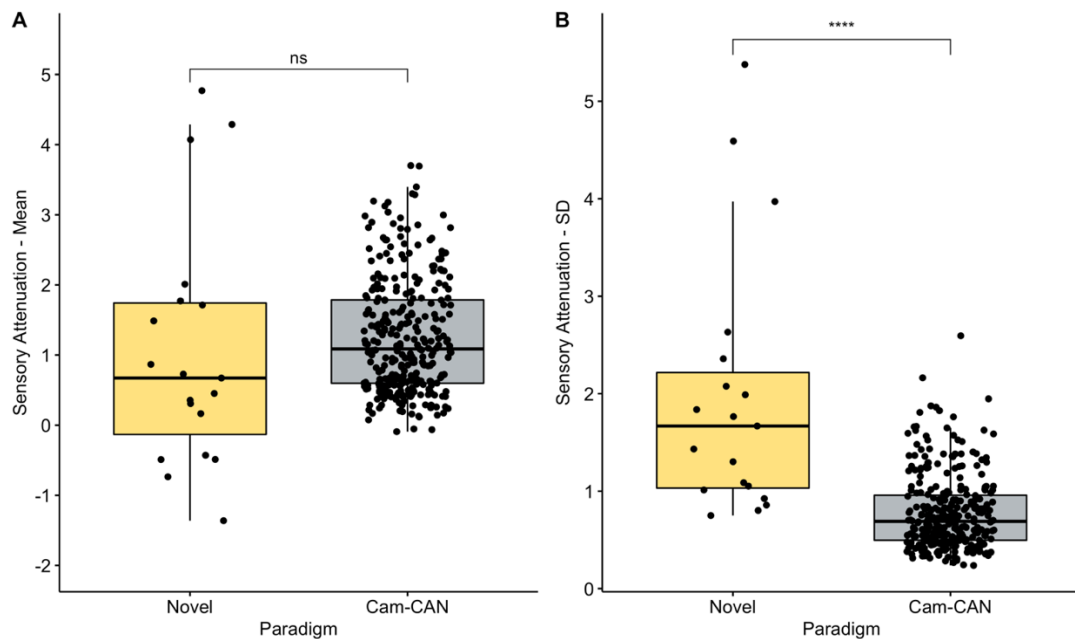 A
ns
Sensory Attenuation - Mean
5
4
3
2
1
0
-1
-2
Novel
Cam-CAN
Paradigm
B
****
Sensory Attenuation - SD
5
4
3
2
1
0
Novel
Cam-CAN
Paradigm